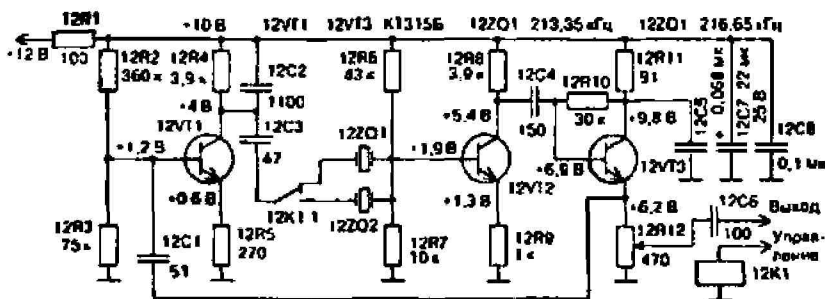 12R1
100
+12 В
12R2
360 к
+10 В
12R4
3,9 к
12VT1 12VT3 КТ315Б
12ZQ1 213,35 кГц 12ZQ1 216,65 кГц
12C2
1100
12C3
47
+4 В
12VT1
+1,2 В
+0,6 В
12R3
75 к
12C1
51
12R5
270
12K1.1
12ZQ1
12ZQ2
12R6
43 к
+1,9 В
12R7
10 к
12R8
3,9 к
+5,4 В
12C4
150
12VT2
+1,3 В
12R9
1 к
12R10
30 к
12R11
91
+9,8 В
+6,9 В
12VT3
+6,2 В
12R12
470
12C5
0,068 мк
+
12C7 22 мк
25 В
12C8
0,1 мк
12C6
100
Выход
Управ-
ление
12K1